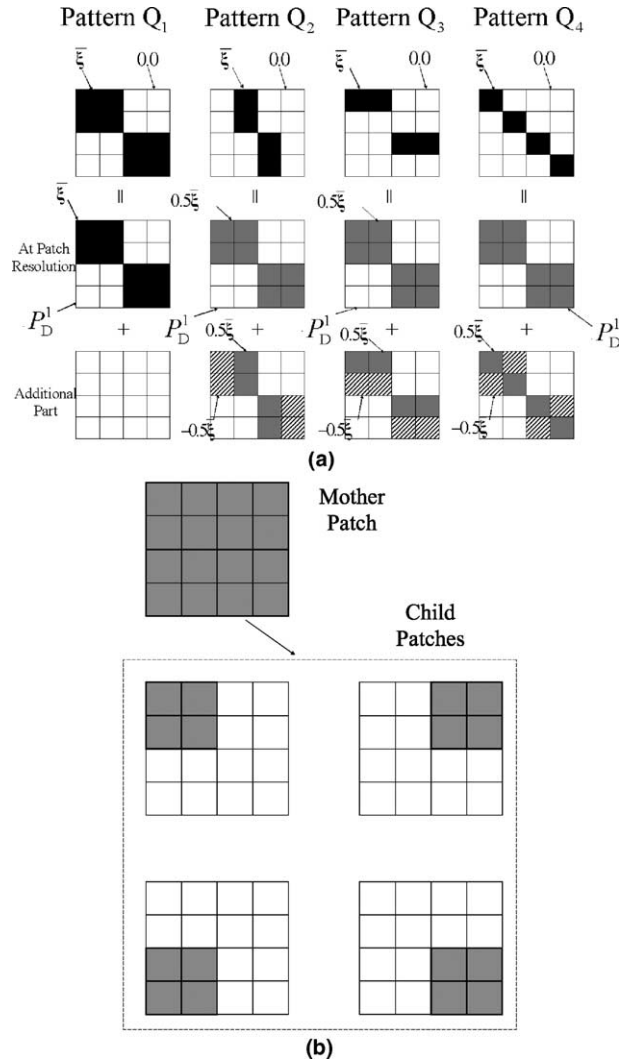 Pattern Q₁ Pattern Q₂ Pattern Q₃ Pattern Q₄
ξ̄ 0.0 ξ̄ 0.0 ξ̄ 0.0 ξ̄ 0.0
= = = =
ξ̄ 0.5ξ̄ 0.5ξ̄
At Patch
Resolution
P¹D + P¹D + P¹D + + P¹D
0.5ξ̄ 0.5ξ̄
Additional
Part
-0.5ξ̄ -0.5ξ̄ -0.5ξ̄
(a)
Mother
Patch
Child
Patches
(b)